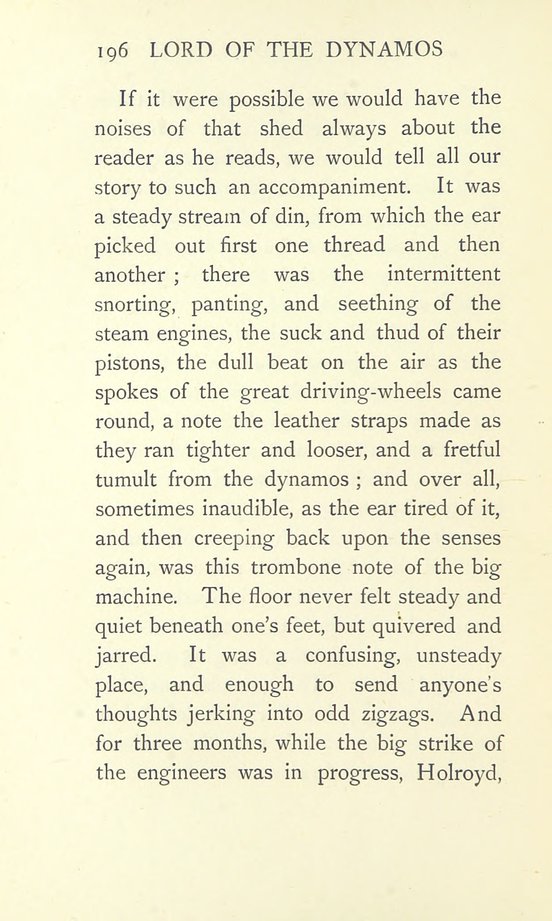 196 LORD OF THE DYNAMOS
If it were possible we would have the
noises of that shed always about the
reader as he reads, we would tell all our
story to such an accompaniment. It was
a steady stream of din, from which the ear
picked out first one thread and then
another ; there was the intermittent
snorting, panting, and seething of the
steam engines, the suck and thud of their
pistons, the dull beat on the air as the
spokes of the great driving-wheels came
round, a note the leather straps made as
they ran tighter and looser, and a fretful
tumult from the dynamos ; and over all,
sometimes inaudible, as the ear tired of it,
and then creeping back upon the senses
again, was this trombone note of the big
machine. The floor never felt steady and
quiet beneath one's feet, but quivered and
jarred. It was a confusing, unsteady
place, and enough to send anyone's
thoughts jerking into odd zigzags. And
for three months, while the big strike of
the engineers was in progress, Holroyd,